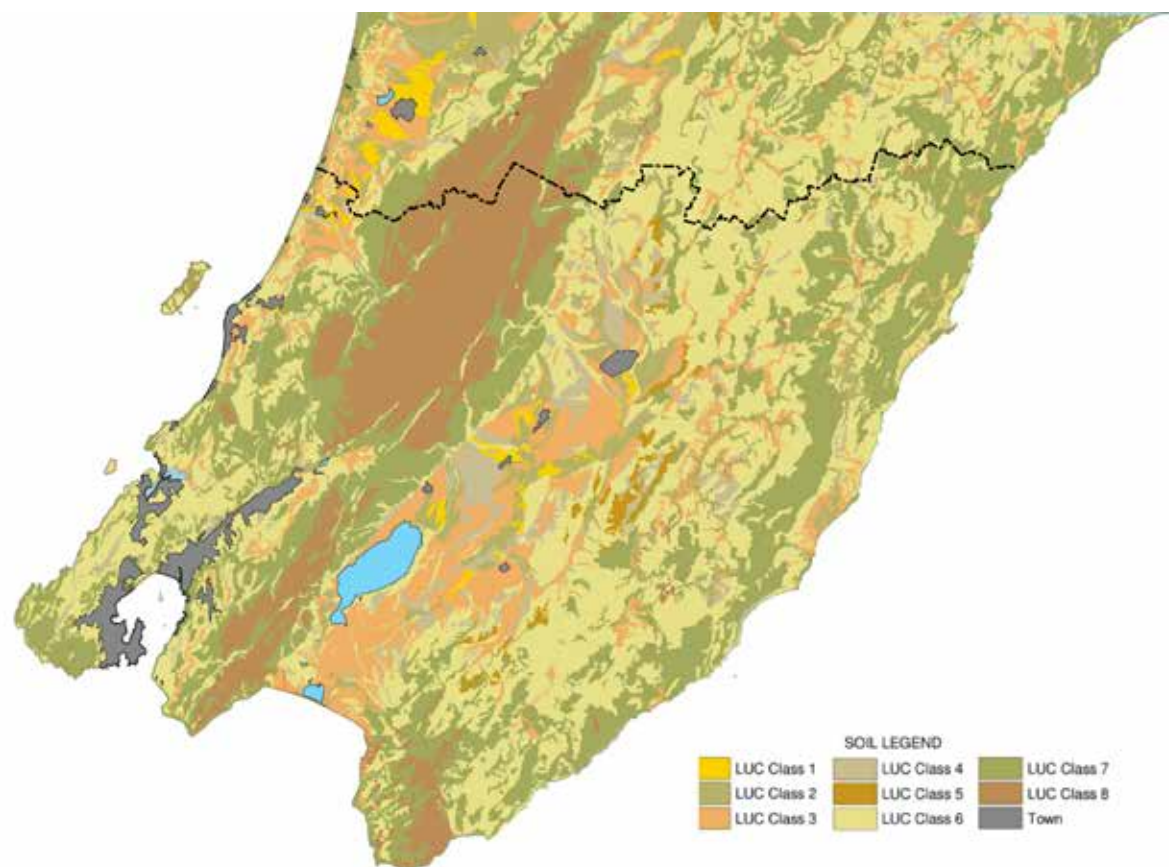 SOIL LEGEND
LUC Class 1
LUC Class 2
LUC Class 3
LUC Class 4
LUC Class 5
LUC Class 6
LUC Class 7
LUC Class 8
Town